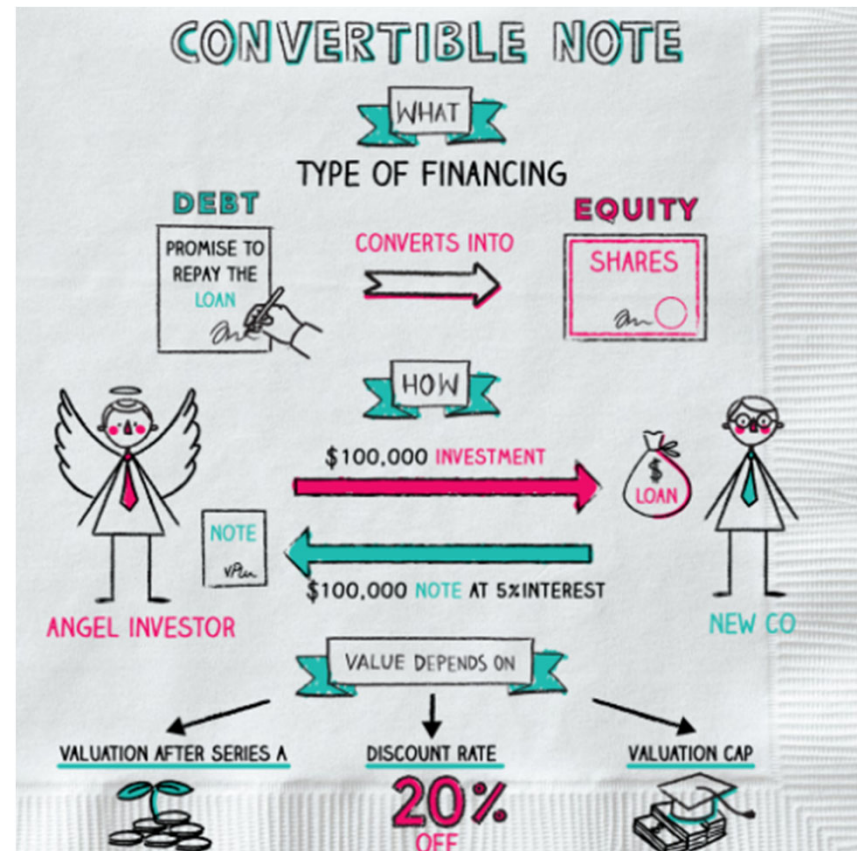 CONVERTIBLE NOTE
WHAT
TYPE OF FINANCING
DEBT
EQUITY
PROMISE TO
REPAY THE
LOAN
CONVERTS INTO
SHARES
HOW
$100,000 INVESTMENT
$
LOAN
NOTE
$100,000 NOTE AT 5% INTEREST
ANGEL INVESTOR
NEW CO
VALUE DEPENDS ON
VALUATION AFTER SERIES A
DISCOUNT RATE
VALUATION CAP
20%
OFF